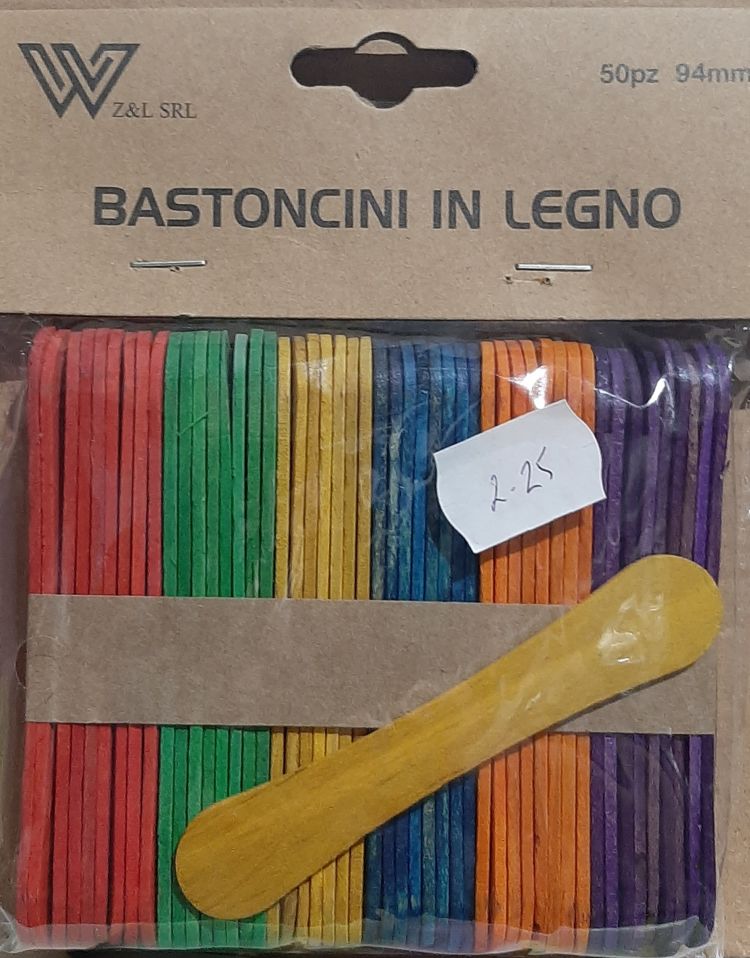 50pz 94mm
Z&L SRL
BASTONCINI IN LEGNO
2.25